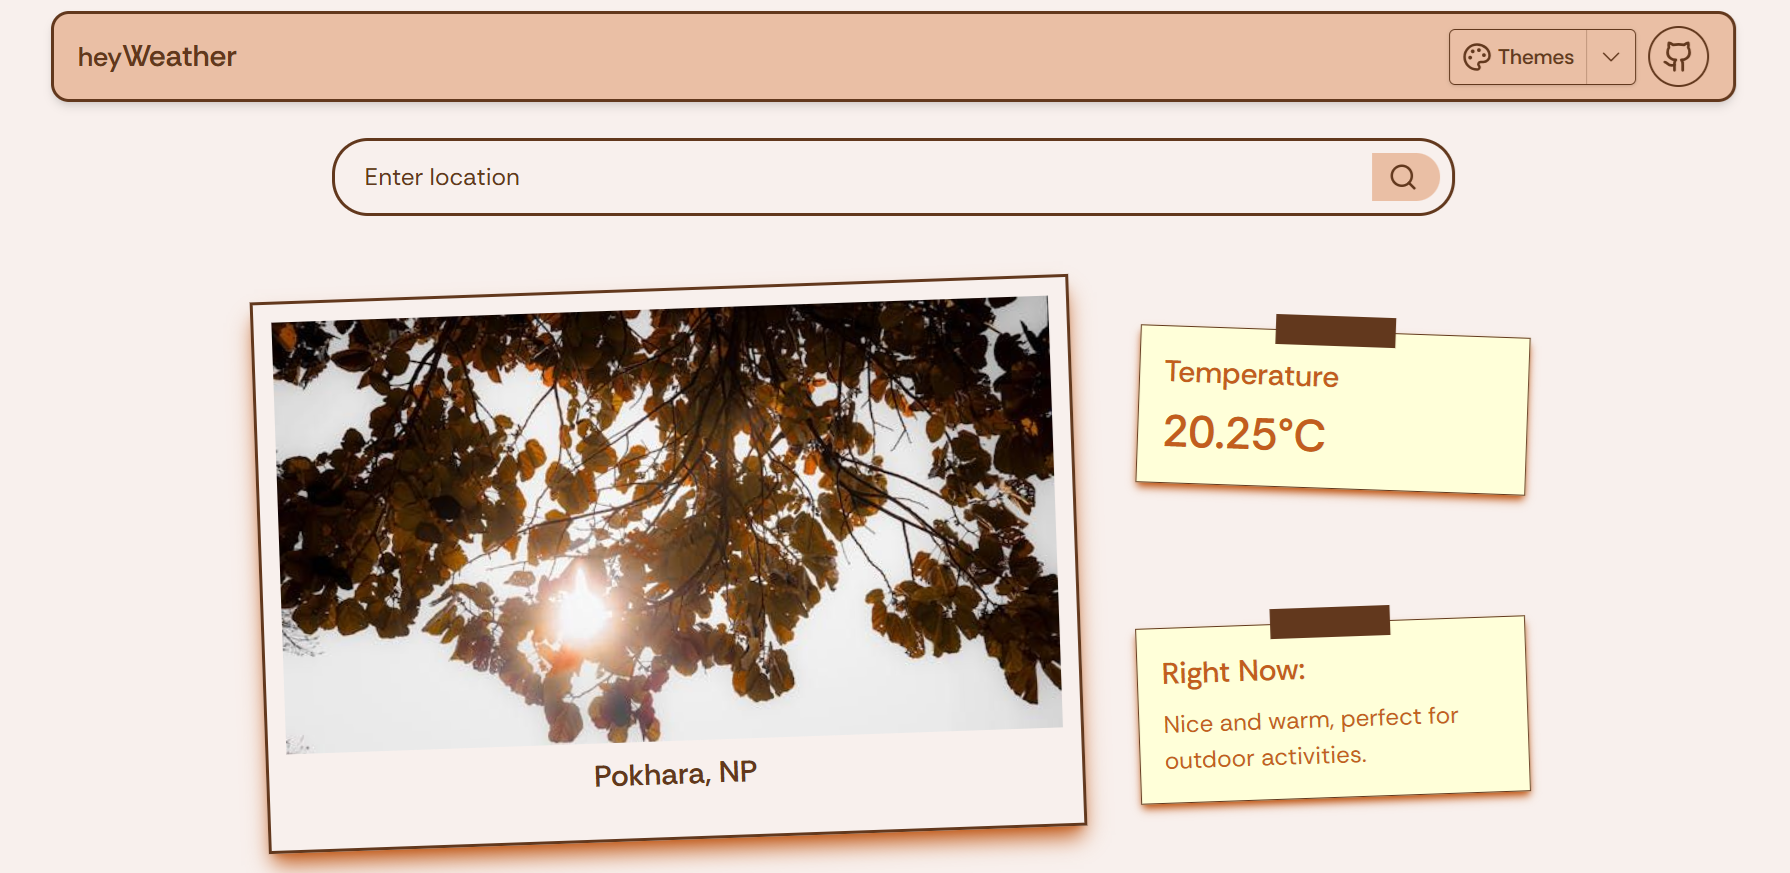 heyWeather
Themes
Enter location
Temperature
20.25°C
Right Now:
Nice and warm, perfect for
outdoor activities.
Pokhara, NP